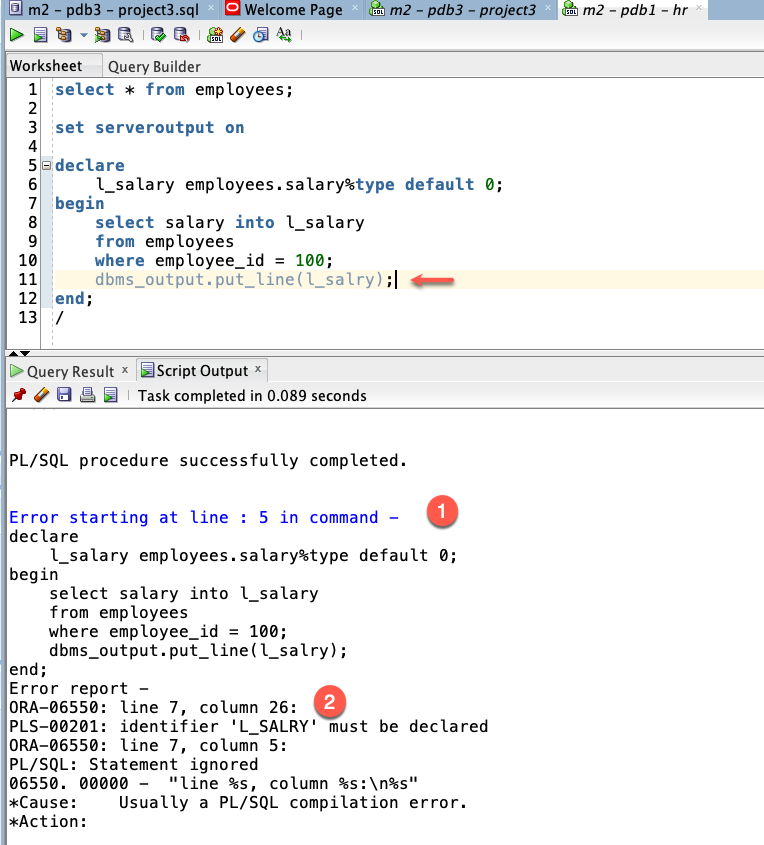 m2 - pdb3 - project3.sql × Welcome Page × m2 - pdb3 - project3 × m2 - pdb1 - hr ×
Worksheet Query Builder
1 select * from employees;
2
3 set serveroutput on
4
5 declare
6     l_salary employees.salary%type default 0;
7 begin
8     select salary into l_salary
9     from employees
10     where employee_id = 100;
11     dbms_output.put_line(l_salry);
12 end;
13 /
Query Result × Script Output ×
Task completed in 0.089 seconds
PL/SQL procedure successfully completed.
Error starting at line : 5 in command - 1
declare
    l_salary employees.salary%type default 0;
begin
    select salary into l_salary
    from employees
    where employee_id = 100;
    dbms_output.put_line(l_salry);
end;
Error report -
ORA-06550: line 7, column 26: 2
PLS-00201: identifier 'L_SALRY' must be declared
ORA-06550: line 7, column 5:
PL/SQL: Statement ignored
06550. 00000 -  "line %s, column %s:\n%s"
*Cause:    Usually a PL/SQL compilation error.
*Action: